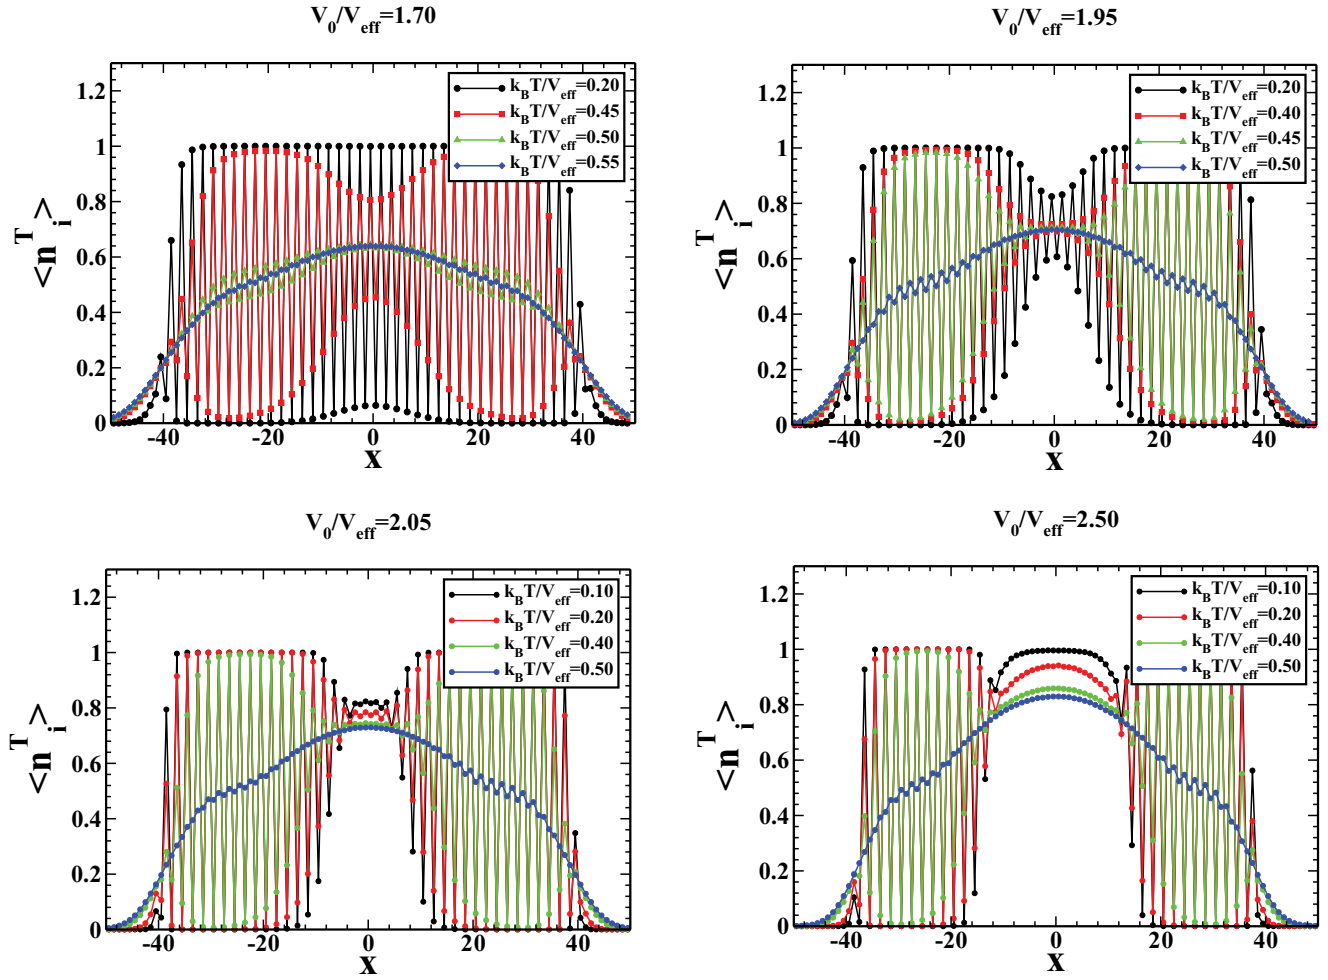 V0/Veff=1.70
1.2
1
0.8
0.6
0.4
0.2
0
<n^T_i>
kBT/Veff=0.20
kBT/Veff=0.45
kBT/Veff=0.50
kBT/Veff=0.55
-40 -20 0 20 40
x
V0/Veff=1.95
1.2
1
0.8
0.6
0.4
0.2
0
<n^T_i>
kBT/Veff=0.20
kBT/Veff=0.40
kBT/Veff=0.45
kBT/Veff=0.50
-40 -20 0 20 40
x
V0/Veff=2.05
1.2
1
0.8
0.6
0.4
0.2
0
<n^T_i>
kBT/Veff=0.10
kBT/Veff=0.20
kBT/Veff=0.40
kBT/Veff=0.50
-40 -20 0 20 40
x
V0/Veff=2.50
1.2
1
0.8
0.6
0.4
0.2
0
<n^T_i>
kBT/Veff=0.10
kBT/Veff=0.20
kBT/Veff=0.40
kBT/Veff=0.50
-40 -20 0 20 40
x